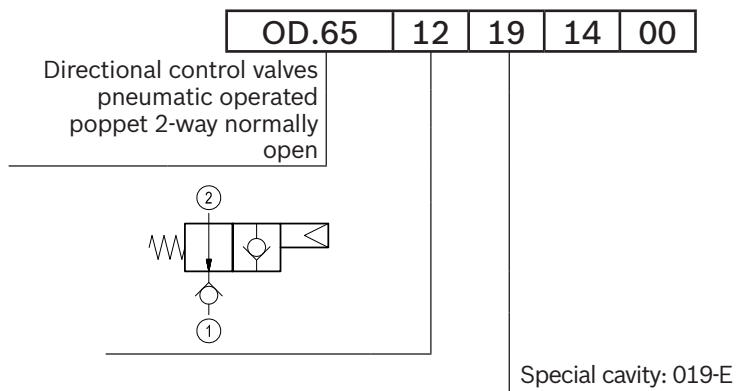 OD.65 12 19 14 00
Directional control valves
pneumatic operated
poppet 2-way normally
open
2
1
Special cavity: 019-E